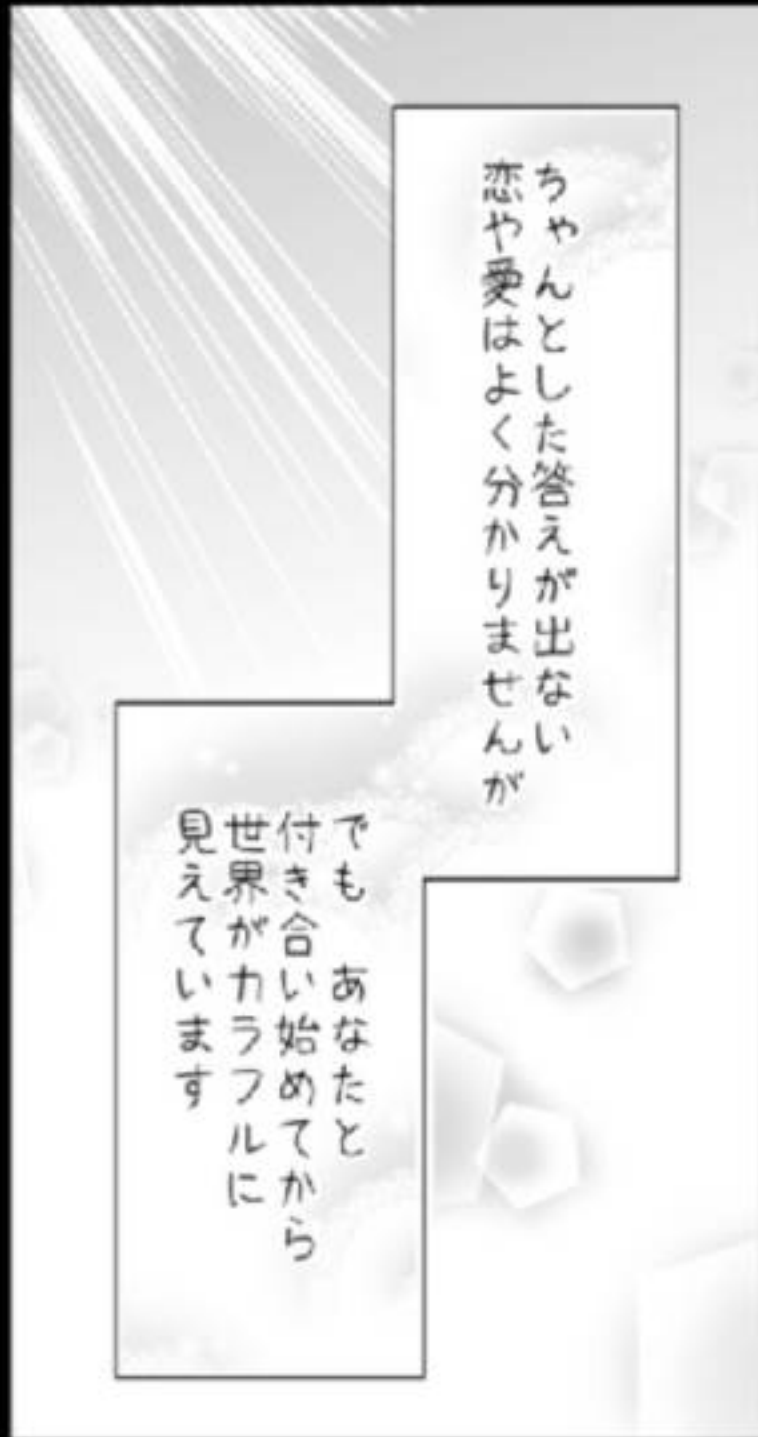 ちゃんとした答えが出ない
恋や愛はよく分かりませんが
でも　あなたと
付き合い始めてから
世界がカラフルに
見えています